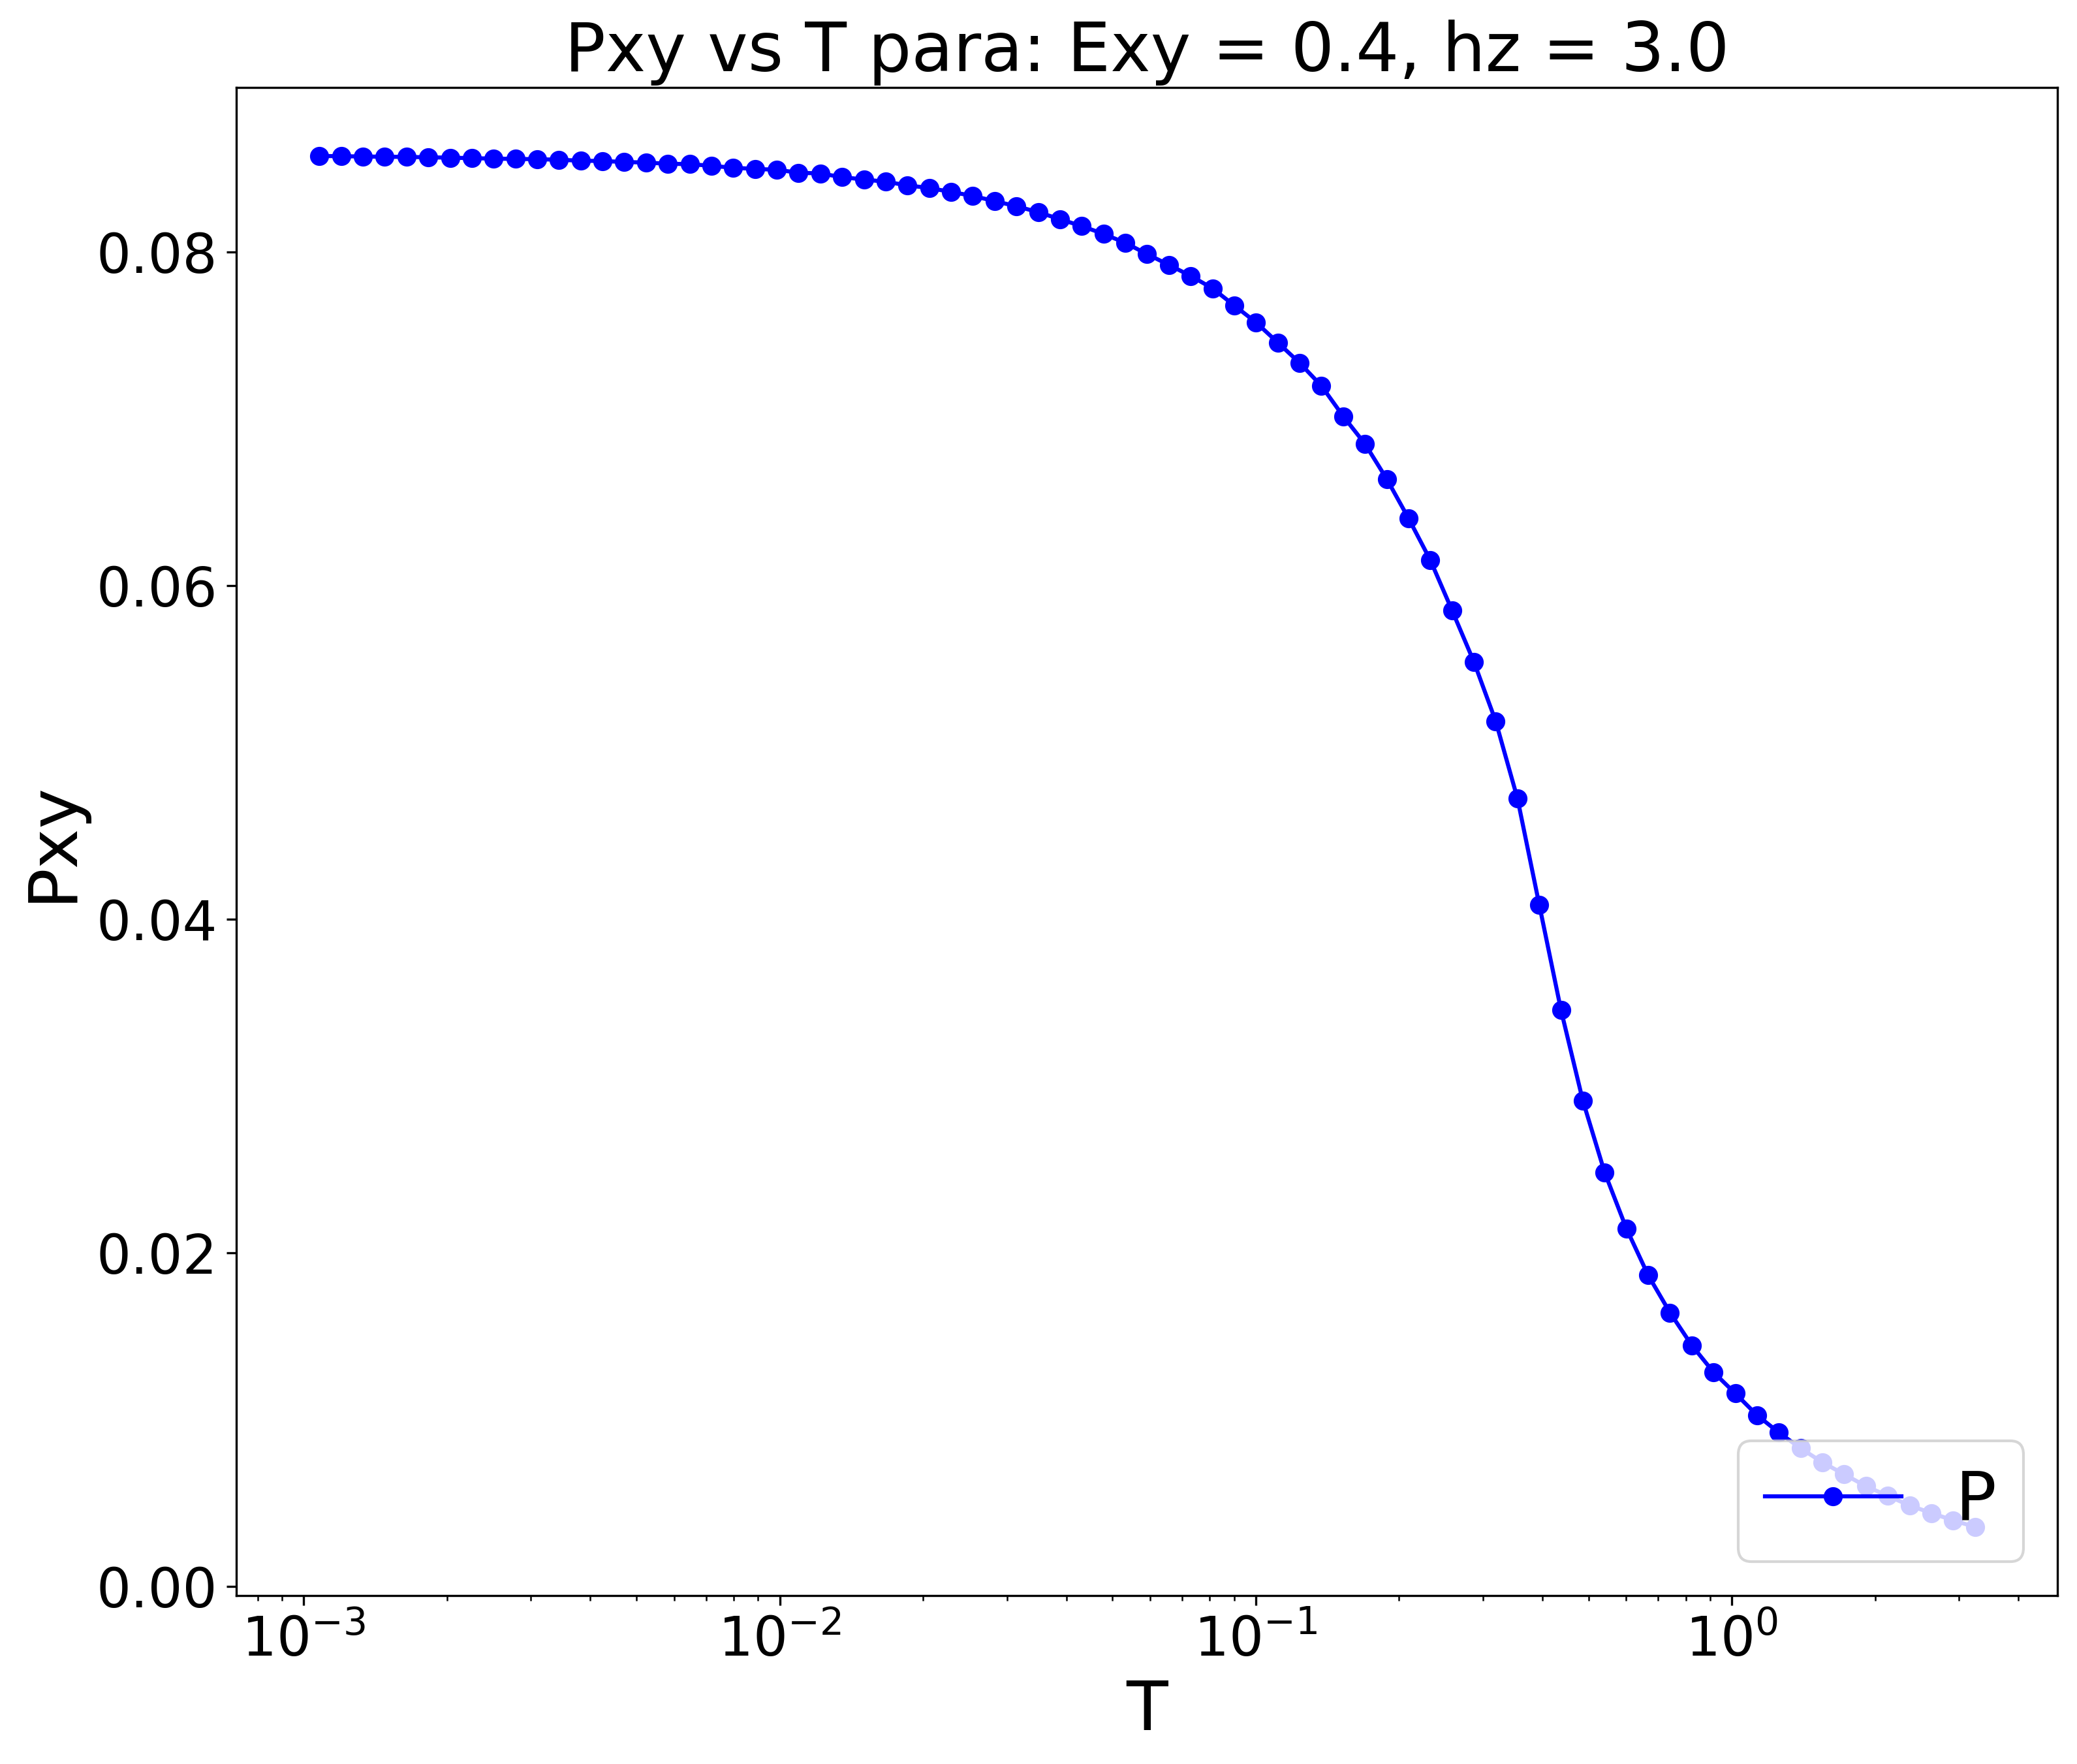 Pxy vs T para: Exy = 0.4, hz = 3.0
Pxy
0.08
0.06
0.04
0.02
0.00
10⁻³ 10⁻² 10⁻¹ 10⁰
T
P